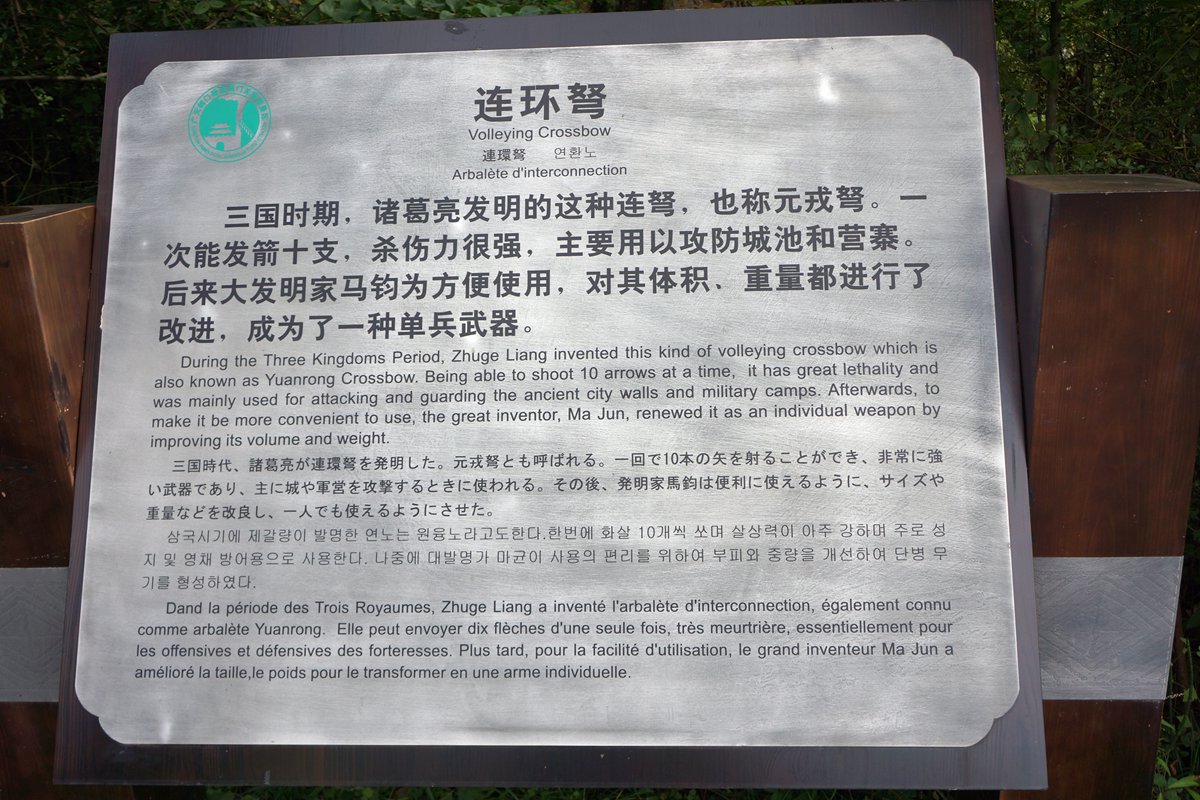 连环弩
Volleying Crossbow
連環弩 연환노
Arbalète d'interconnection
三国时期，诸葛亮发明的这种连弩，也称元戎弩。一
次能发箭十支，杀伤力很强，主要用以攻防城池和营寨。
后来大发明家马钧为方便使用，对其体积、重量都进行了
改进，成为了一种单兵武器。
During the Three Kingdoms Period, Zhuge Liang invented this kind of volleying crossbow which is
also known as Yuanrong Crossbow. Being able to shoot 10 arrows at a time, it has great lethality and
was mainly used for attacking and guarding the ancient city walls and military camps. Afterwards, to
make it be more convenient to use, the great inventor, Ma Jun, renewed it as an individual weapon by
improving its volume and weight.
三国時代、諸葛亮が連環弩を発明した。元戎弩とも呼ばれる。一回で10本の矢を射ることができ、非常に強
い武器であり、主に城や軍営を攻撃するときに使われる。その後、発明家馬鈞は便利に使えるように、サイズや
重量などを改良し、一人でも使えるようにさせた。
삼국시기에 제갈량이 발명한 연노는 원융노라고도한다.한번에 화살 10개씩 쏘며 살상력이 아주 강하며 주로 성
지 및 영채 방어용으로 사용한다. 나중에 대발명가 마균이 사용의 편리를 위하여 부피와 중량을 개선하여 단병 무
기를 형성하였다.
Dand la période des Trois Royaumes, Zhuge Liang a inventé l'arbalète d'interconnection, également connu
comme arbalète Yuanrong. Elle peut envoyer dix flèches d'une seule fois, très meurtrière, essentiellement pour
les offensives et défensives des forteresses. Plus tard, pour la facilité d'utilisation, le grand inventeur Ma Jun a
amélioré la taille,le poids pour le transformer en une arme individuelle.